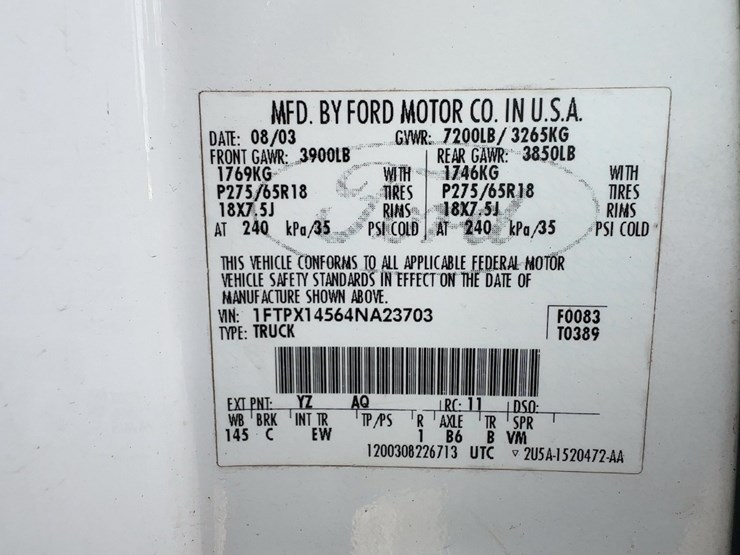 MFD. BY FORD MOTOR CO. IN U.S.A.
DATE: 08/03 GVWR: 7200LB/ 3265KG
FRONT GAWR: 3900LB REAR GAWR: 3850LB
1769KG WITH 1746KG WITH
P275/65R18 TIRES P275/65R18 TIRES
18X7.5J RIMS 18X7.5J RIMS
AT 240 kPa/35 PSI COLD AT 240 kPa/35 PSI COLD
Ford
THIS VEHICLE CONFORMS TO ALL APPLICABLE FEDERAL MOTOR
VEHICLE SAFETY STANDARDS IN EFFECT ON THE DATE OF
MANUFACTURE SHOWN ABOVE.
VIN: 1FTPX14564NA23703 F0083
TYPE: TRUCK T0389
EXT PNT: YZ AQ RC: 11 DSO:
WB BRK INT TR TP/PS R AXLE TR SPR
145 C EW 1 B6 B VM
1200308226713 UTC ▽ 2U5A-1520472-AA